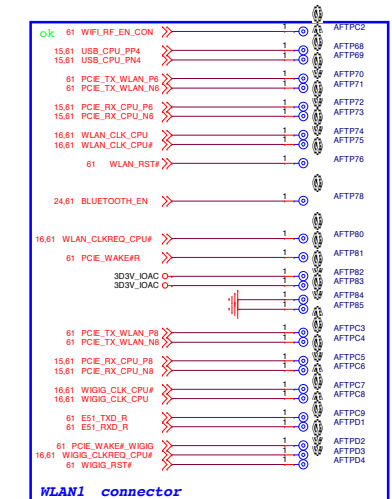 ok 61 WIFI_RF_EN_CON 1 AFTPC2
15,61 USB_CPU_PP4 1 AFTP68
15,61 USB_CPU_PN4 1 AFTP69
61 PCIE_TX_WLAN_P6 1 AFTP70
61 PCIE_TX_WLAN_N6 1 AFTP71
15,61 PCIE_RX_CPU_P6 1 AFTP72
15,61 PCIE_RX_CPU_N6 1 AFTP73
16,61 WLAN_CLK_CPU 1 AFTP74
16,61 WLAN_CLK_CPU# 1 AFTP75
61 WLAN_RST# 1 AFTP76
24,61 BLUETOOTH_EN 1 AFTP78
16,61 WLAN_CLKREQ_CPU# 1 AFTP80
61 PCIE_WAKE#R 1 AFTP81
3D3V_IOAC 1 AFTP82
3D3V_IOAC 1 AFTP83
1 AFTP84
1 AFTP85
61 PCIE_TX_WLAN_P8 1 AFTPC3
61 PCIE_TX_WLAN_N8 1 AFTPC4
15,61 PCIE_RX_CPU_P8 1 AFTPC5
15,61 PCIE_RX_CPU_N8 1 AFTPC6
16,61 WIGIG_CLK_CPU# 1 AFTPC7
16,61 WIGIG_CLK_CPU 1 AFTPC8
61 E51_TXD_R 1 AFTPC9
61 E51_RXD_R 1 AFTPD1
61 PCIE_WAKE#_WIGIG 1 AFTPD2
16,61 WIGIG_CLKREQ_CPU# 1 AFTPD3
61 WIGIG_RST# 1 AFTPD4
WLAN1 connector